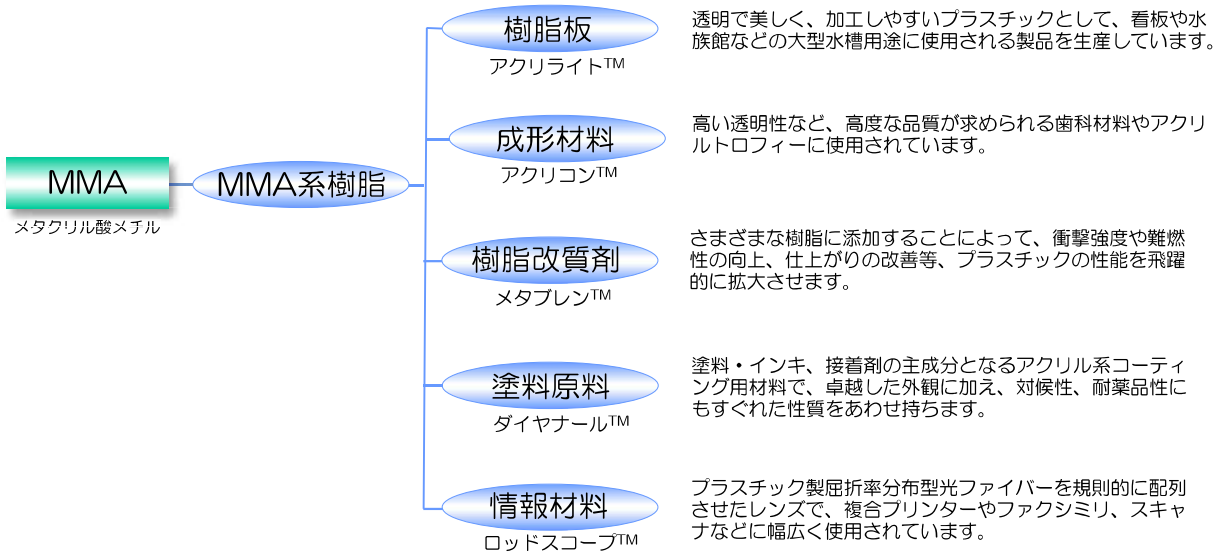 MMA
メタクリル酸メチル
MMA系樹脂
樹脂板
アクリライト™
透明で美しく、加工しやすいプラスチックとして、看板や水
族館などの大型水槽用途に使用される製品を生産しています。
成形材料
アクリコン™
高い透明性など、高度な品質が求められる歯科材料やアクリ
ルトロフィーに使用されています。
樹脂改質剤
メタブレン™
さまざまな樹脂に添加することによって、衝撃強度や難燃
性の向上、仕上がりの改善等、プラスチックの性能を飛躍
的に拡大させます。
塗料原料
ダイヤナール™
塗料・インキ、接着剤の主成分となるアクリル系コーティ
ング用材料で、卓越した外観に加え、対候性、耐薬品性に
もすぐれた性質をあわせ持ちます。
情報材料
ロッドスコープ™
プラスチック製屈折率分布型光ファイバーを規則的に配列
させたレンズで、複合プリンターやファクシミリ、スキャ
ナなどに幅広く使用されています。